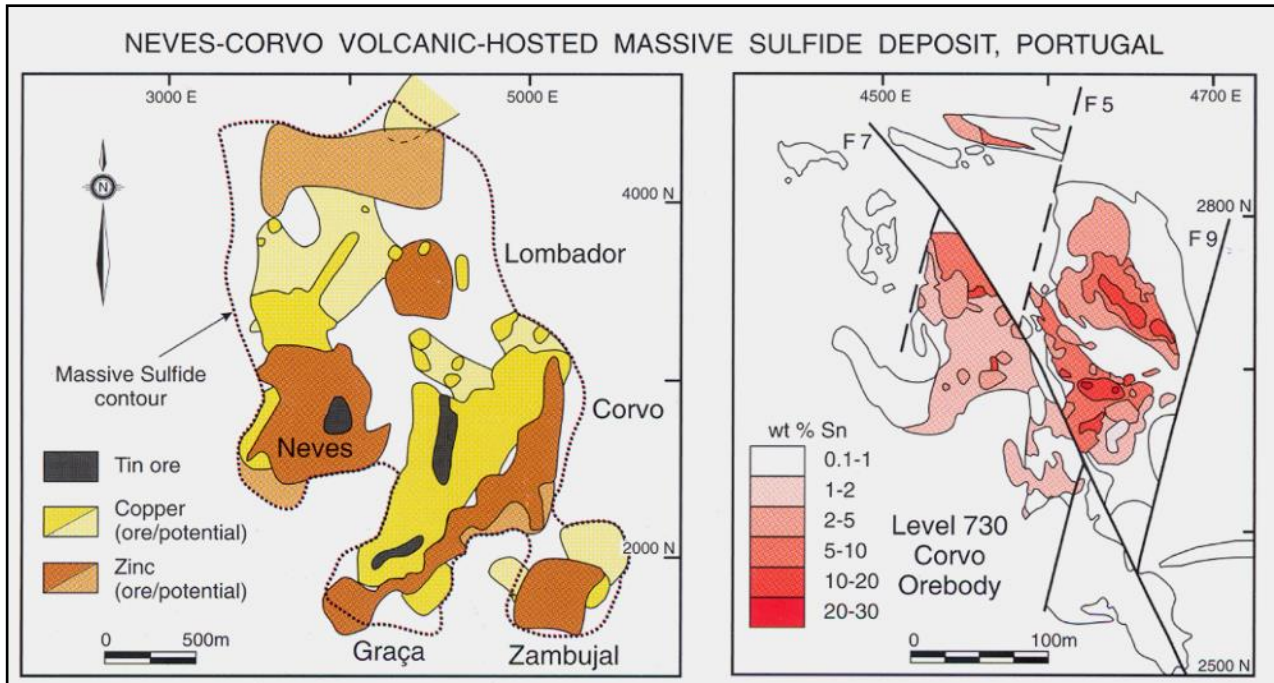 NEVES-CORVO VOLCANIC-HOSTED MASSIVE SULFIDE DEPOSIT, PORTUGAL
3000 E
5000 E
N
4000 N
Lombador
Massive Sulfide
contour
Corvo
Neves
Tin ore
Copper
(ore/potential)
Zinc
(ore/potential)
2000 N
0
500m
Graça
Zambujal
4500 E
4700 E
F 5
F 7
2800 N
F 9
wt % Sn
0.1-1
1-2
2-5
5-10
10-20
20-30
Level 730
Corvo
Orebody
0
100m
2500 N